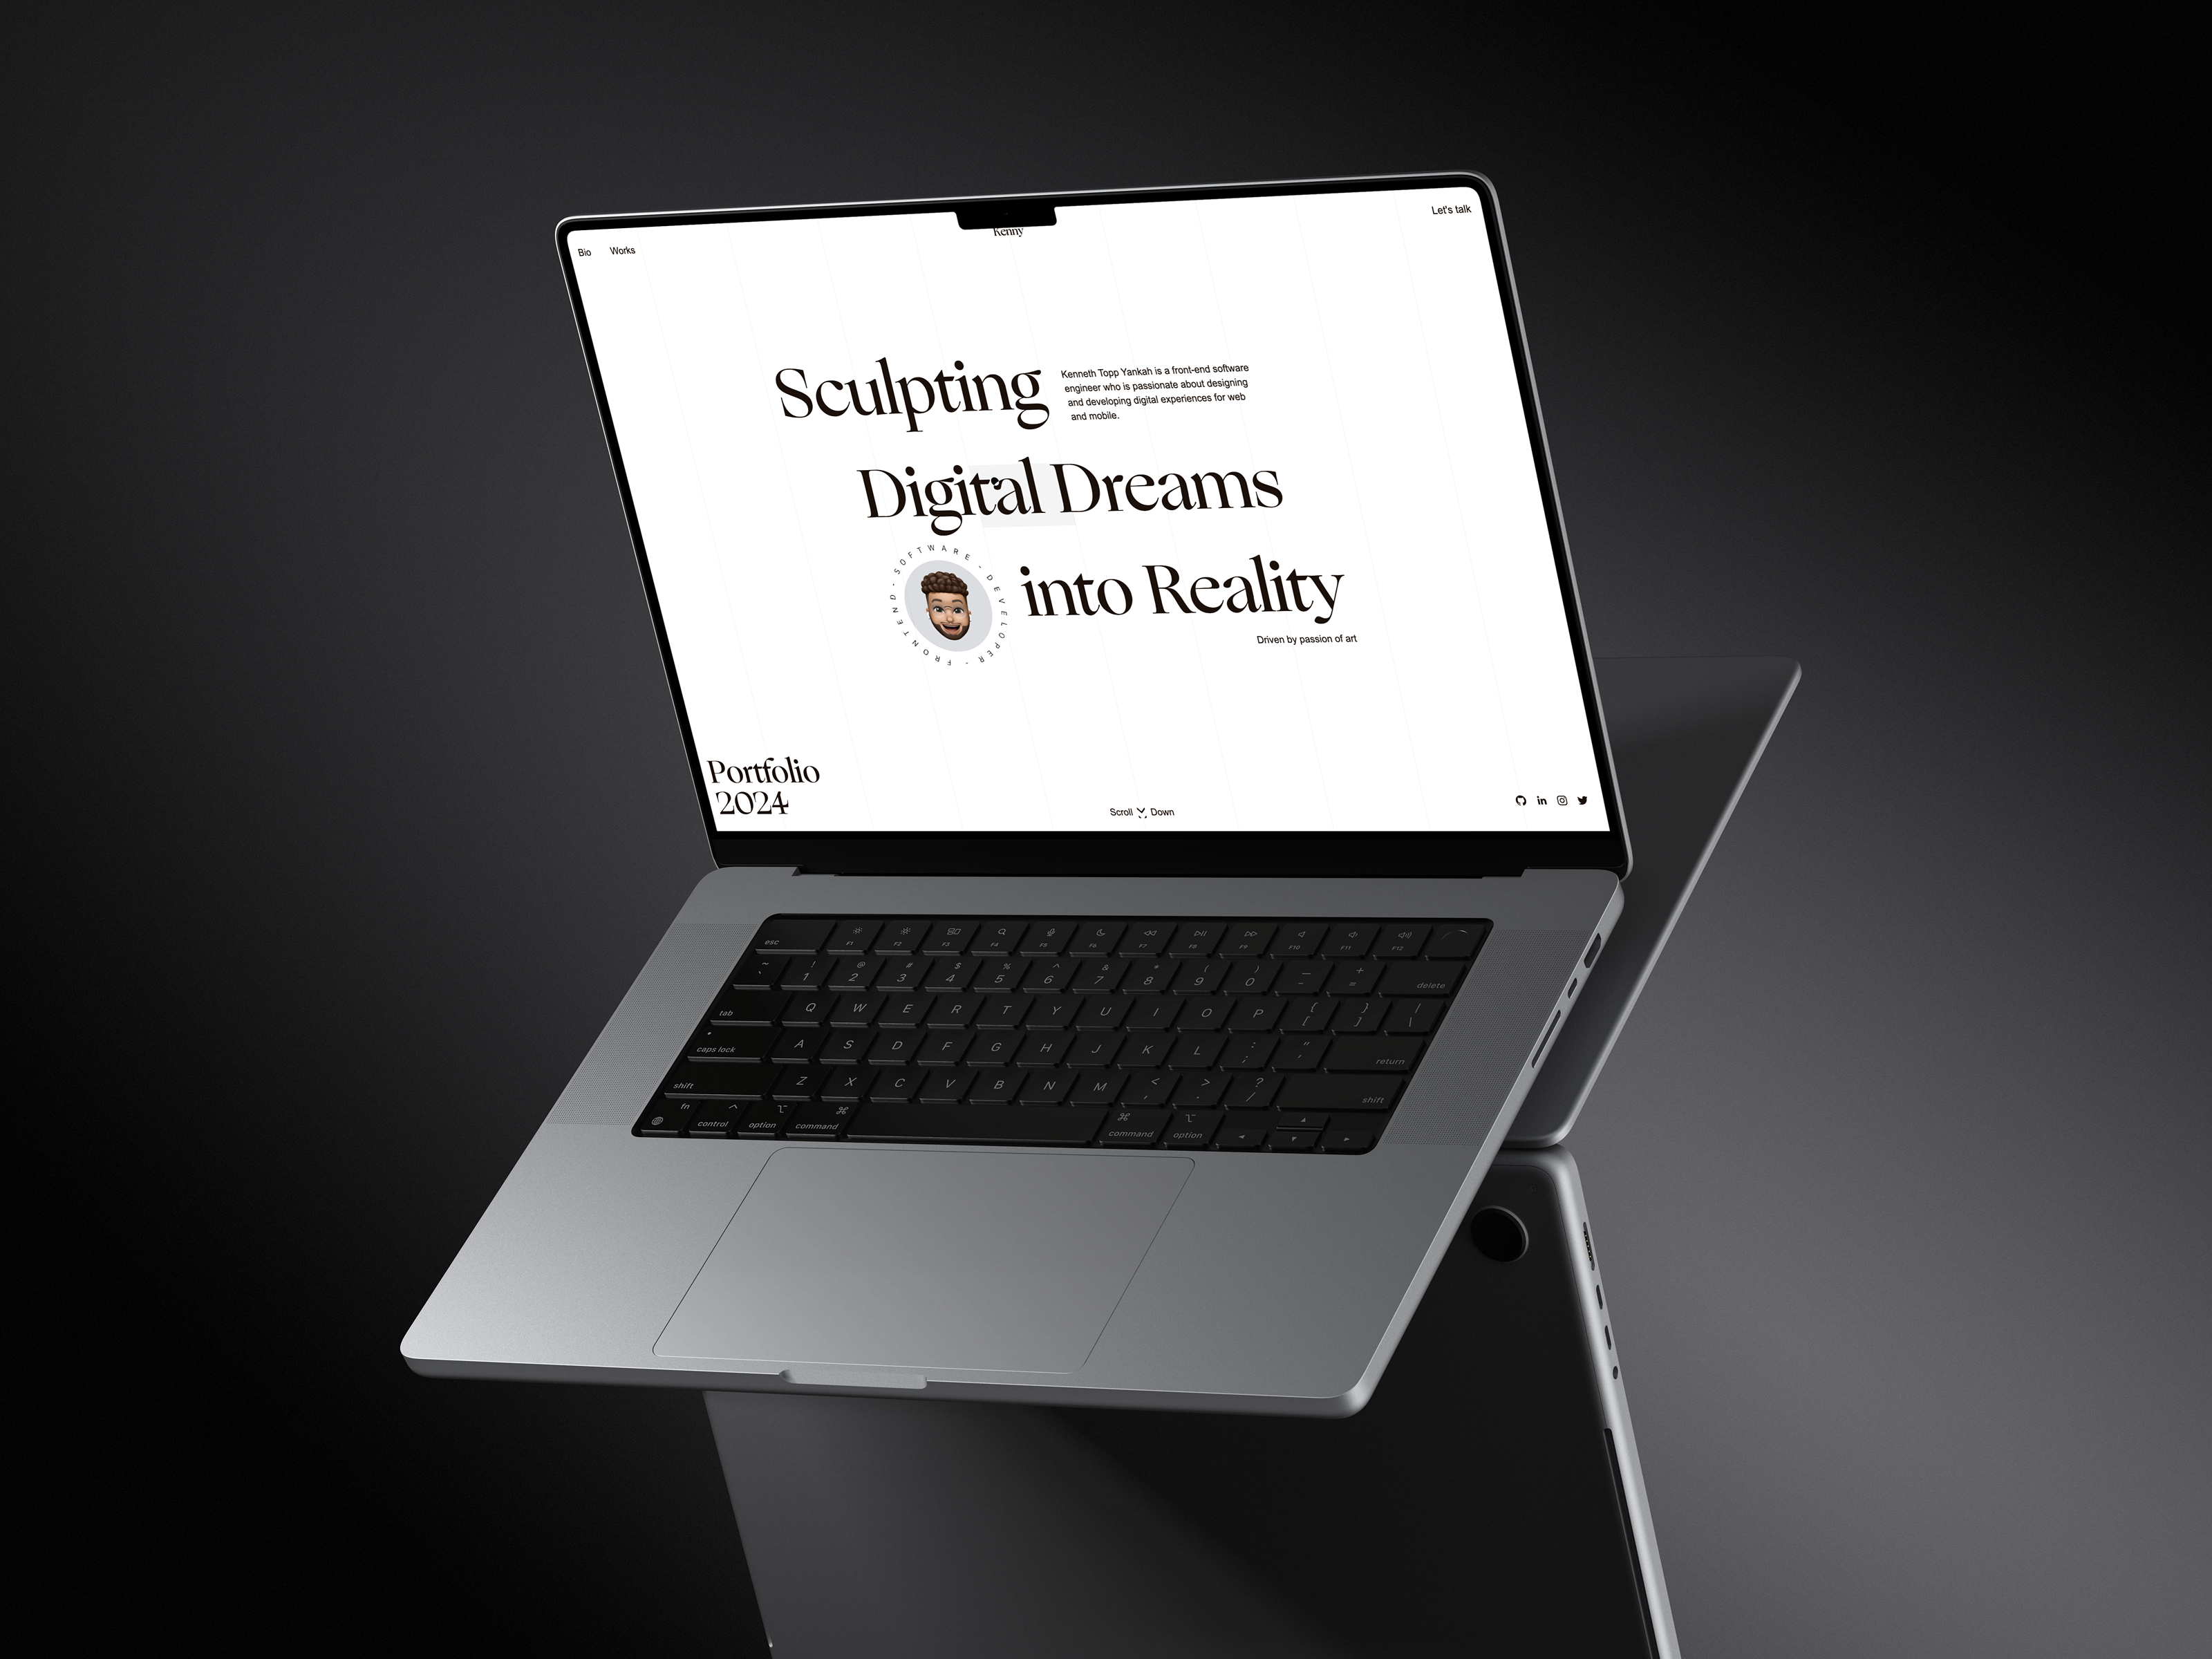 Kenny
Let's talk
Bio Works
Sculpting
Kenneth Topp Yankah is a front-end software
engineer who is passionate about designing
and developing digital experiences for web
and mobile.
Digital Dreams
SOFTWARE - DEVELOPER - FRONTEND -
into Reality
Driven by passion of art
Portfolio
2024
Scroll Down
in
esc F1 F2 F3 F4 F5 F6 F7 F8 F9 F10 F11 F12
~ ! @ # $ % ^ & * ( ) — +
` 1 2 3 4 5 6 7 8 9 0 - =
delete
tab Q W E R T Y U I O P { } |
[ ] \
caps lock A S D F G H J K L : "
; '
return
shift Z X C V B N M < > ?
, . /
shift
fn control option command command option